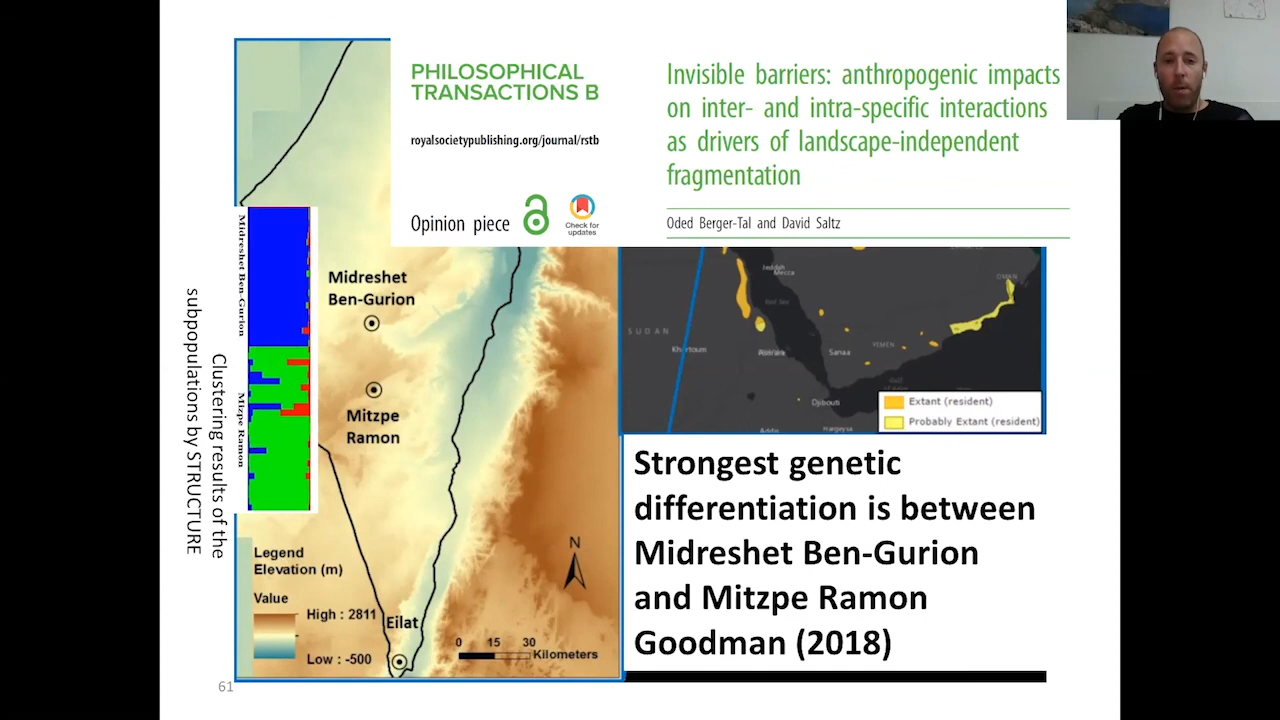 PHILOSOPHICAL
TRANSACTIONS B
royalsocietypublishing.org/journal/rstb
Opinion piece
Check for
updates
Invisible barriers: anthropogenic impacts
on inter- and intra-specific interactions
as drivers of landscape-independent
fragmentation
Oded Berger-Tal and David Saltz
Midreshet Ben-Gurion
Mizpe Ramon
Clustering results of the
subpopulations by STRUCTURE
Midreshet
Ben-Gurion
Mitzpe
Ramon
Eilat
Legend
Elevation (m)
Value
High : 2811
Low : -500
N
0 15 30
Kilometers
Jeddah
Mecca
Red Sea
OMAN
SUDAN
Khartoum
Sanaa
YEMEN
Djibouti
Hargeysa
Extant (resident)
Probably Extant (resident)
Strongest genetic
differentiation is between
Midreshet Ben-Gurion
and Mitzpe Ramon
Goodman (2018)
61